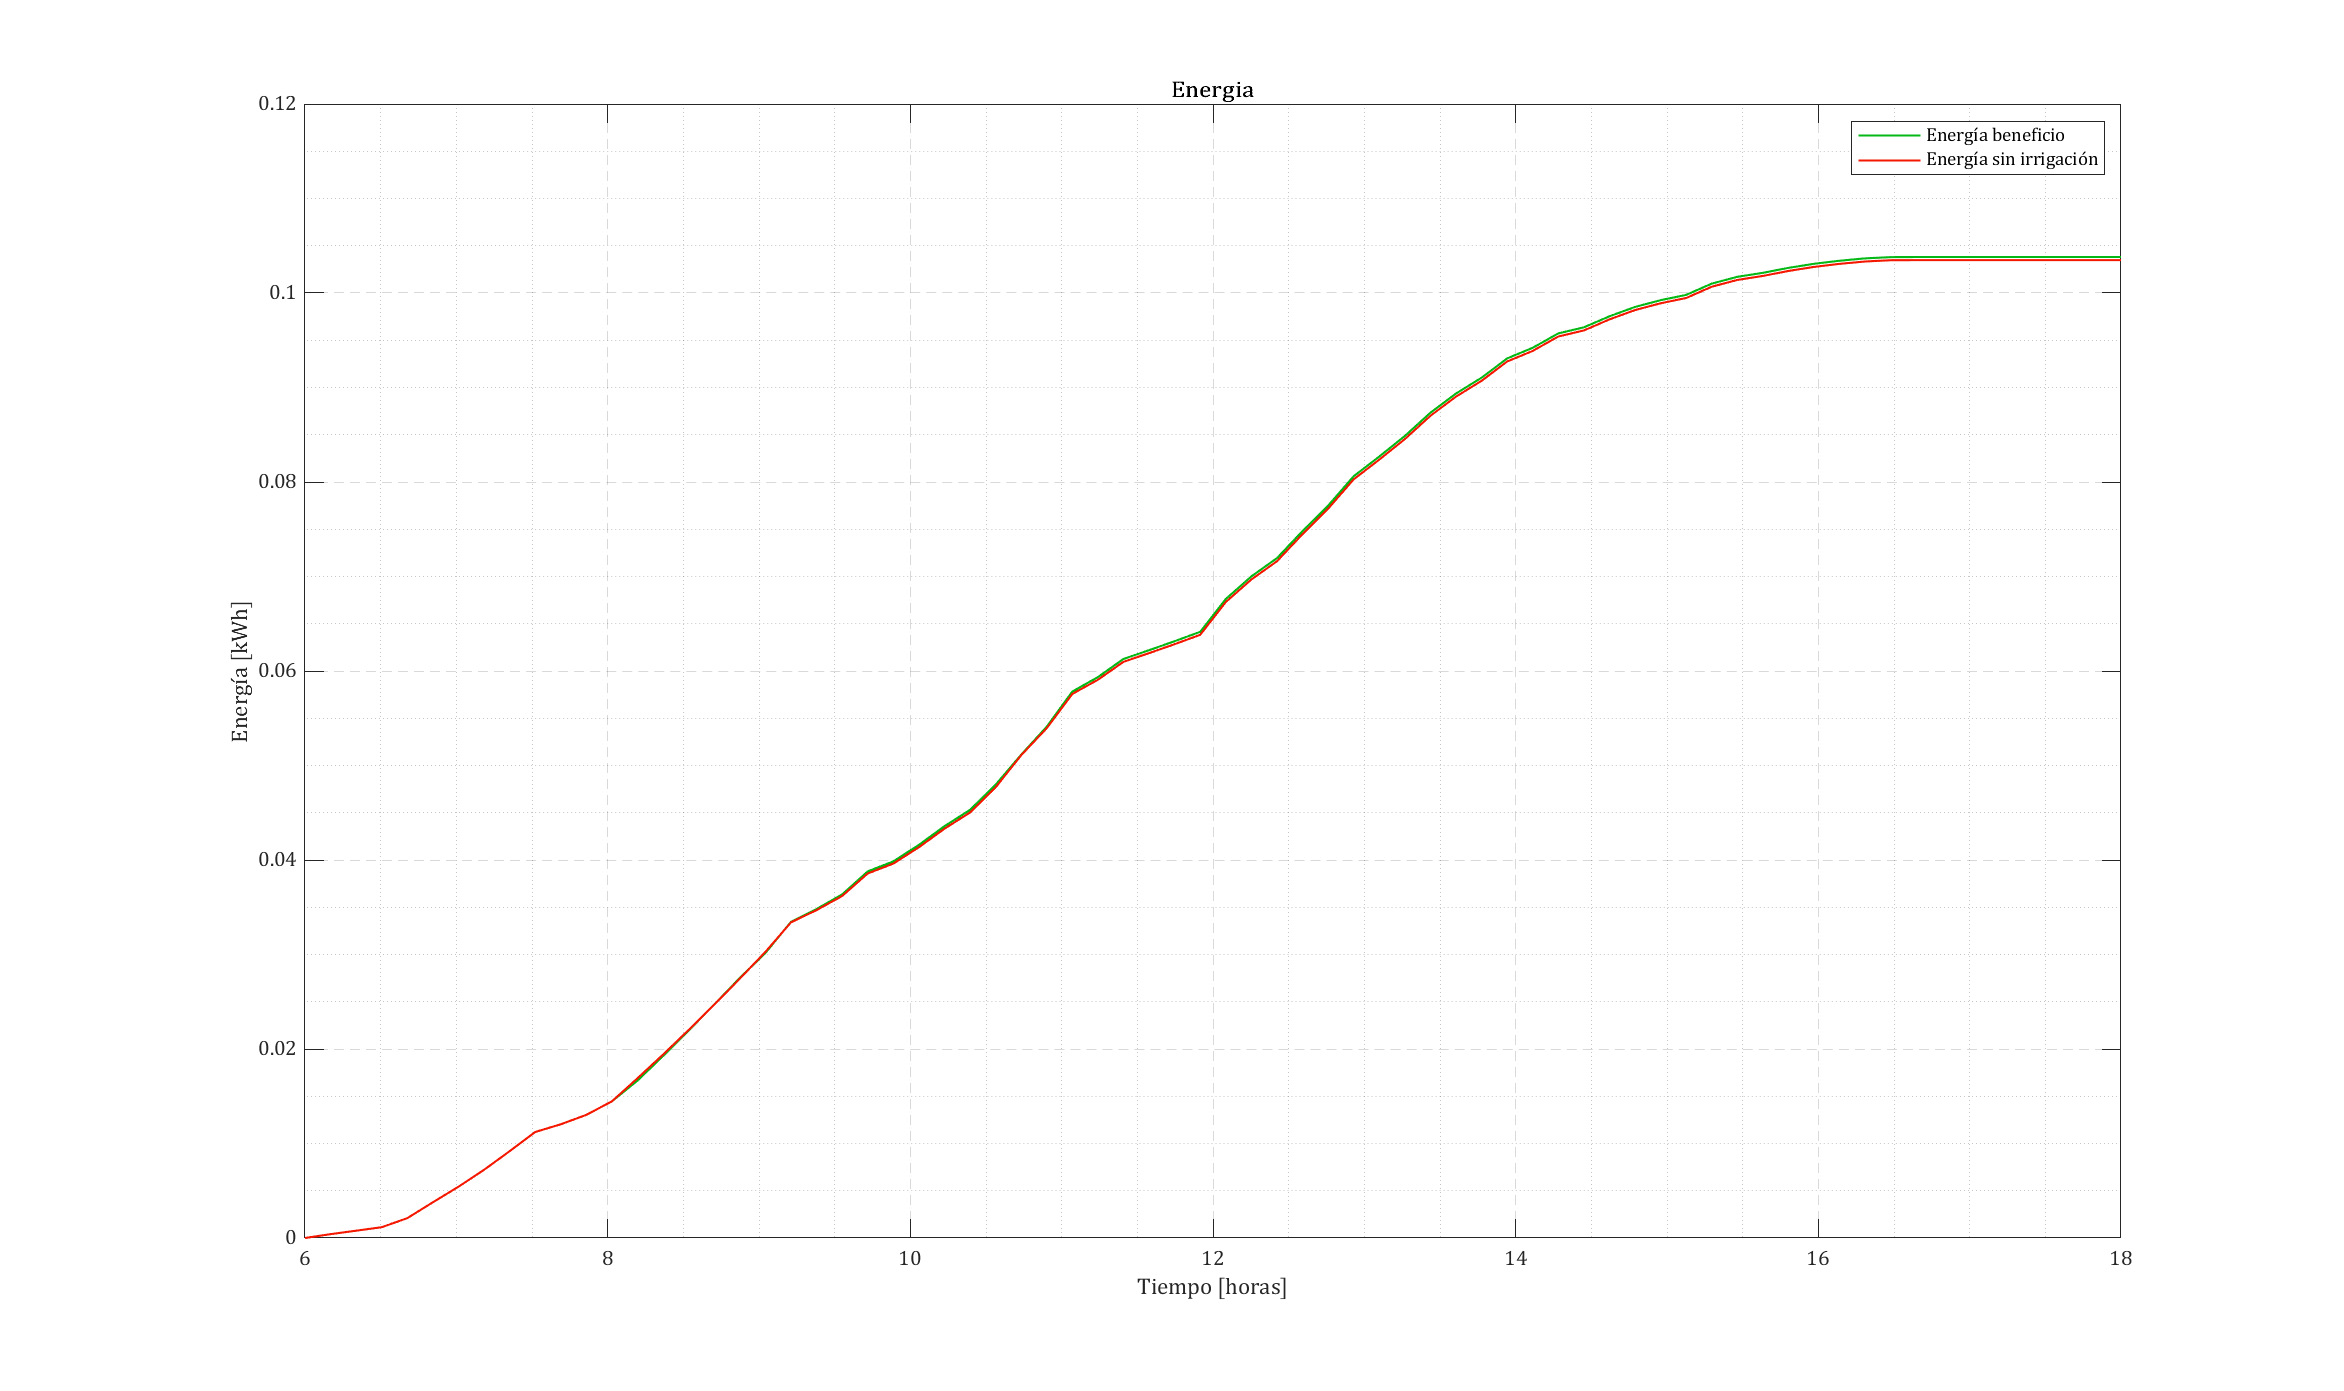 Energia
0.12
Energía beneficio
Energía sin irrigación
0.1
0.08
0.06
0.04
0.02
0
Energía [kWh]
6 8 10 12 14 16 18
Tiempo [horas]